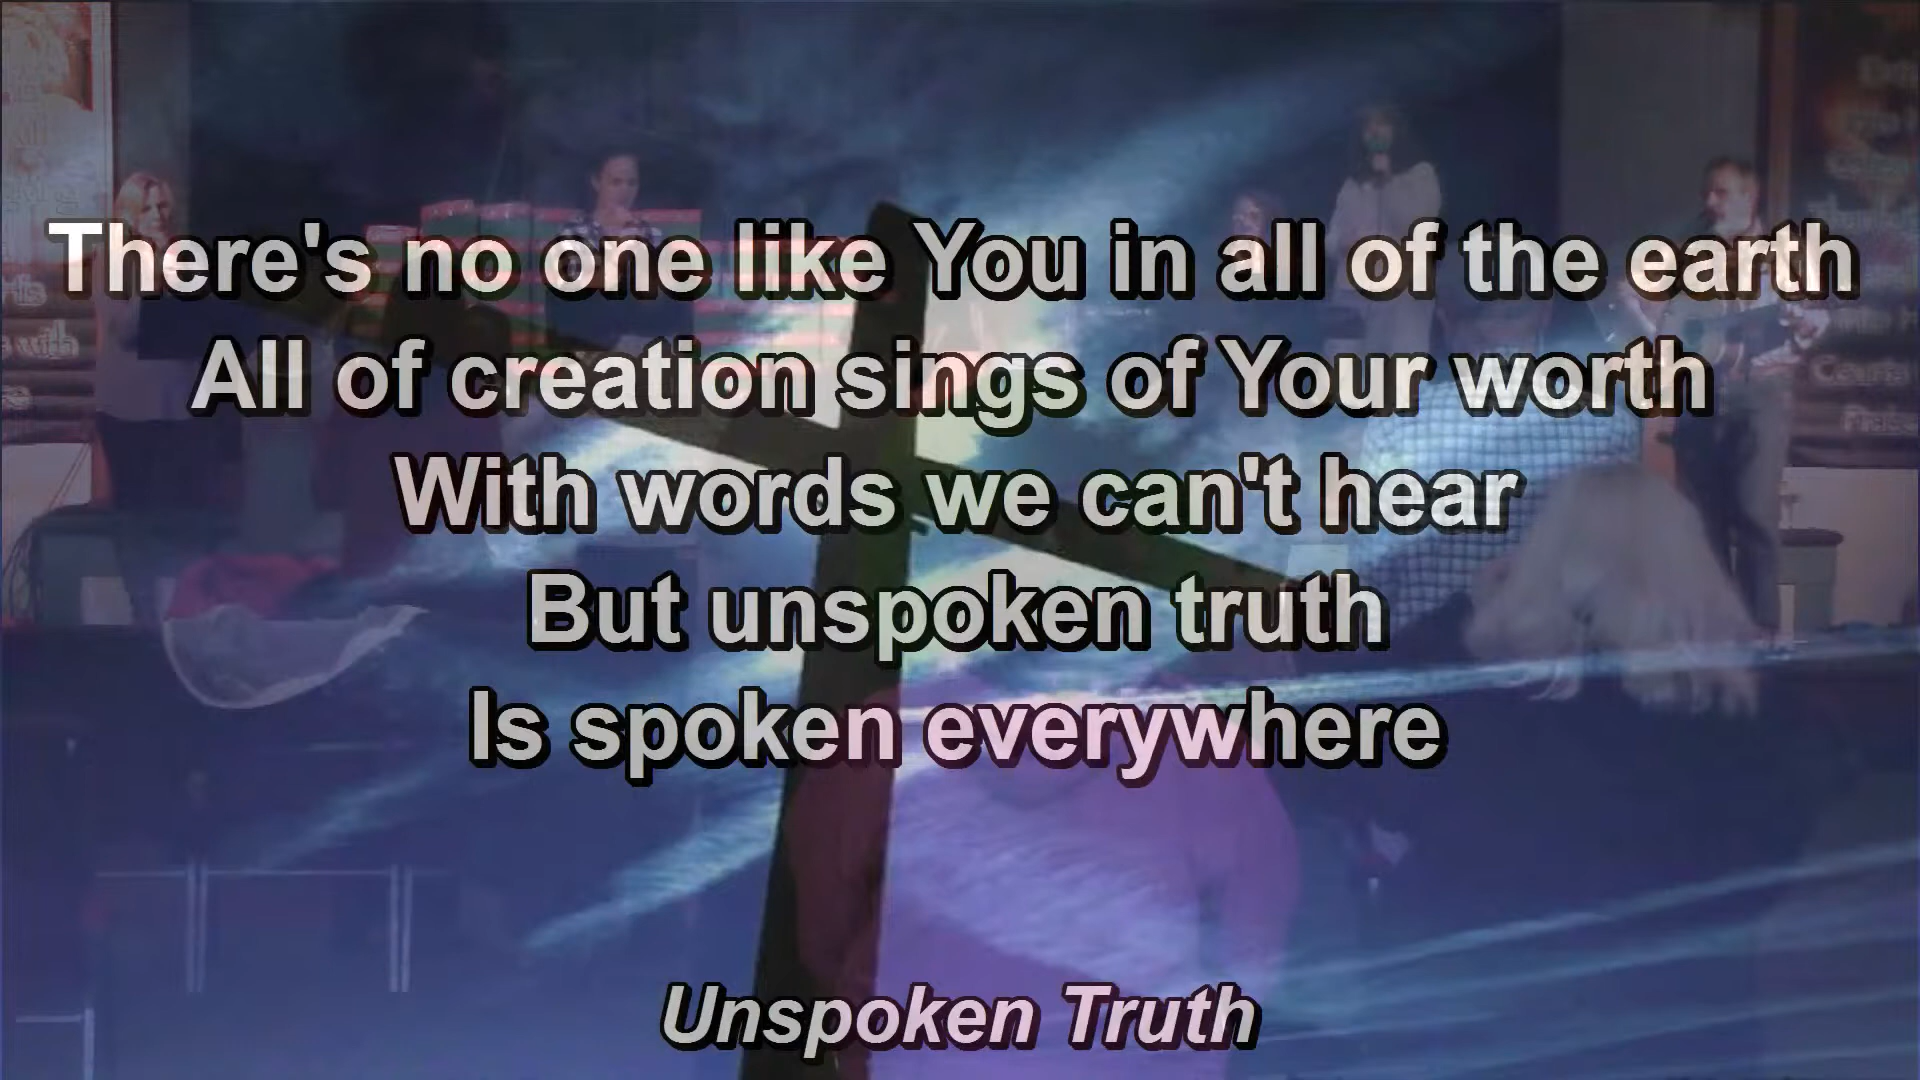 There's no one like You in all of the earth
All of creation sings of Your worth
With words we can't hear
But unspoken truth
Is spoken everywhere
Unspoken Truth